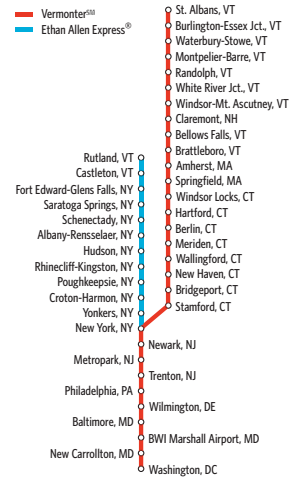 Vermonter℠
Ethan Allen Express®
St. Albans, VT
Burlington-Essex Jct., VT
Waterbury-Stowe, VT
Montpelier-Barre, VT
Randolph, VT
White River Jct., VT
Windsor-Mt. Ascutney, VT
Claremont, NH
Bellows Falls, VT
Brattleboro, VT
Amherst, MA
Springfield, MA
Windsor Locks, CT
Hartford, CT
Berlin, CT
Meriden, CT
Wallingford, CT
New Haven, CT
Bridgeport, CT
Stamford, CT
Rutland, VT
Castleton, VT
Fort Edward-Glens Falls, NY
Saratoga Springs, NY
Schenectady, NY
Albany-Rensselaer, NY
Hudson, NY
Rhinecliff-Kingston, NY
Poughkeepsie, NY
Croton-Harmon, NY
Yonkers, NY
New York, NY
Newark, NJ
Metropark, NJ
Trenton, NJ
Philadelphia, PA
Wilmington, DE
Baltimore, MD
BWI Marshall Airport, MD
New Carrollton, MD
Washington, DC